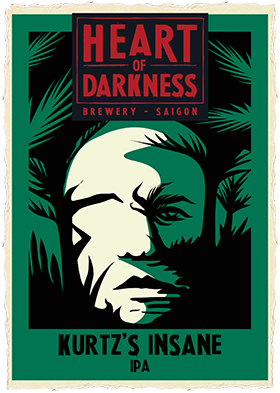 HEART
OF
DARKNESS
BREWERY - SAIGON
KURTZ'S INSANE
IPA